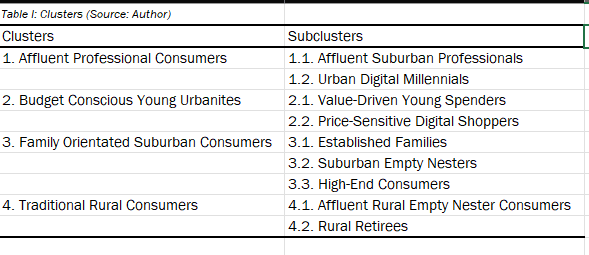 Table I: Clusters (Source: Author)
Clusters Subclusters
1. Affluent Professional Consumers 1.1. Affluent Suburban Professionals
1.2. Urban Digital Millennials
2. Budget Conscious Young Urbanites 2.1. Value-Driven Young Spenders
2.2. Price-Sensitive Digital Shoppers
3. Family Orientated Suburban Consumers 3.1. Established Families
3.2. Suburban Empty Nesters
3.3. High-End Consumers
4. Traditional Rural Consumers 4.1. Affluent Rural Empty Nester Consumers
4.2. Rural Retirees